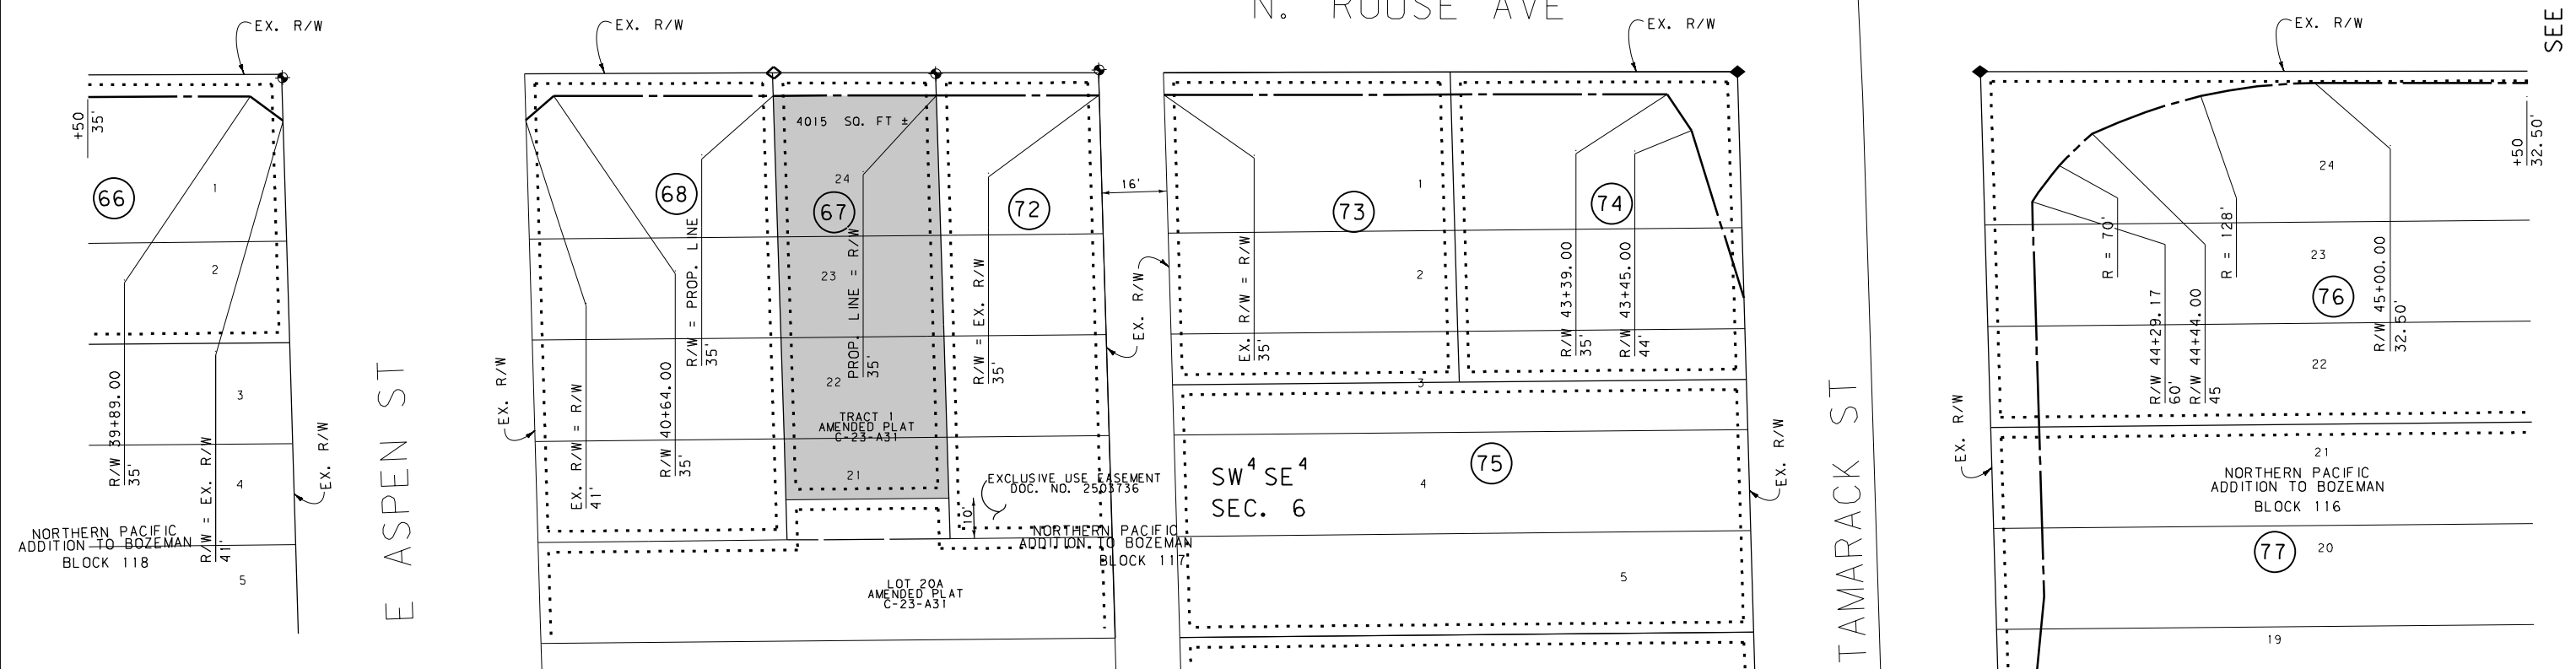 N. ROUSE AVE
SEE
EX. R/W
EX. R/W
EX. R/W
EX. R/W
+50
35'
66
1
2
3
4
5
R/W 39+89.00
35'
R/W = EX. R/W
41'
EX. R/W
NORTHERN PACIFIC
ADDITION TO BOZEMAN
BLOCK 118
E ASPEN ST
EX. R/W
68
EX. R/W = R/W
41'
R/W 40+64.00
35'
R/W = PROP. LINE
35'
4015 SQ. FT ±
24
67
23
PROP. LINE = R/W
35'
22
TRACT 1
AMENDED PLAT
C-23-A31
21
72
R/W = EX. R/W
35'
10'
EXCLUSIVE USE EASEMENT
DOC. NO. 2503736
NORTHERN PACIFIC
ADDITION TO BOZEMAN
BLOCK 117
LOT 20A
AMENDED PLAT
C-23-A31
16'
EX. R/W
73
1
2
3
4
5
EX. R/W = R/W
35'
74
R/W 43+39.00
35'
R/W 43+45.00
44'
SW4 SE4
SEC. 6
75
EX. R/W
TAMARACK ST
EX. R/W
R = 70'
R = 128'
R/W 44+29.17
60'
R/W 44+44.00
45
R/W 45+00.00
32.50'
+50
32.50'
24
23
76
22
21
NORTHERN PACIFIC
ADDITION TO BOZEMAN
BLOCK 116
77
20
19